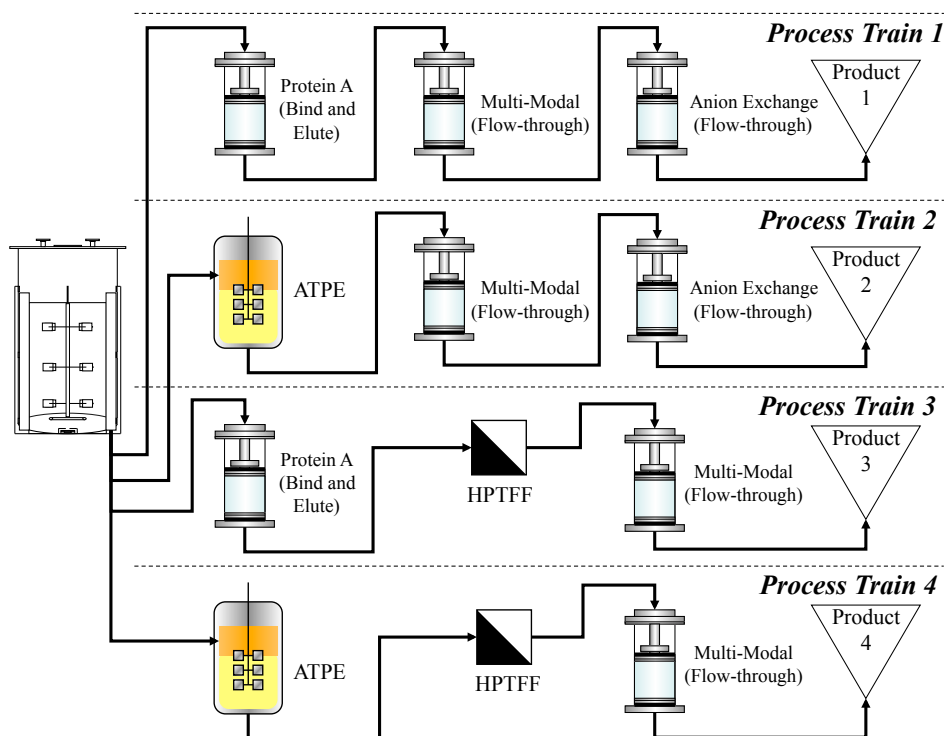 Process Train 1
Protein A
(Bind and
Elute)
Multi-Modal
(Flow-through)
Anion Exchange
(Flow-through)
Product
1
Process Train 2
ATPE
Multi-Modal
(Flow-through)
Anion Exchange
(Flow-through)
Product
2
Process Train 3
Protein A
(Bind and
Elute)
HPTFF
Multi-Modal
(Flow-through)
Product
3
Process Train 4
ATPE
HPTFF
Multi-Modal
(Flow-through)
Product
4